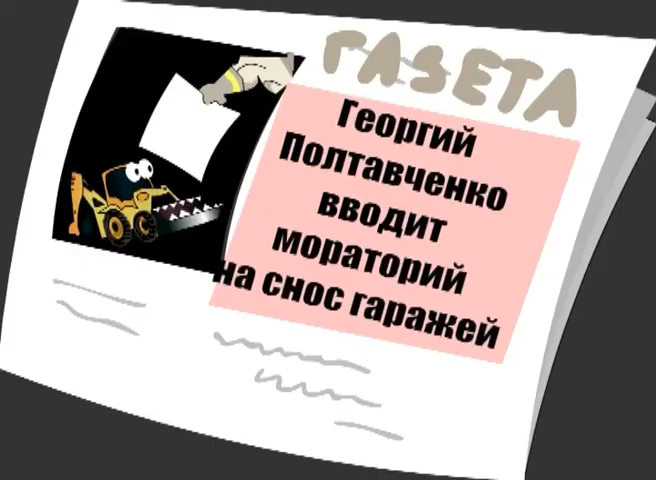 ГАЗЕТА
Георгий
Полтавченко
вводит
мораторий
на снос гаражей